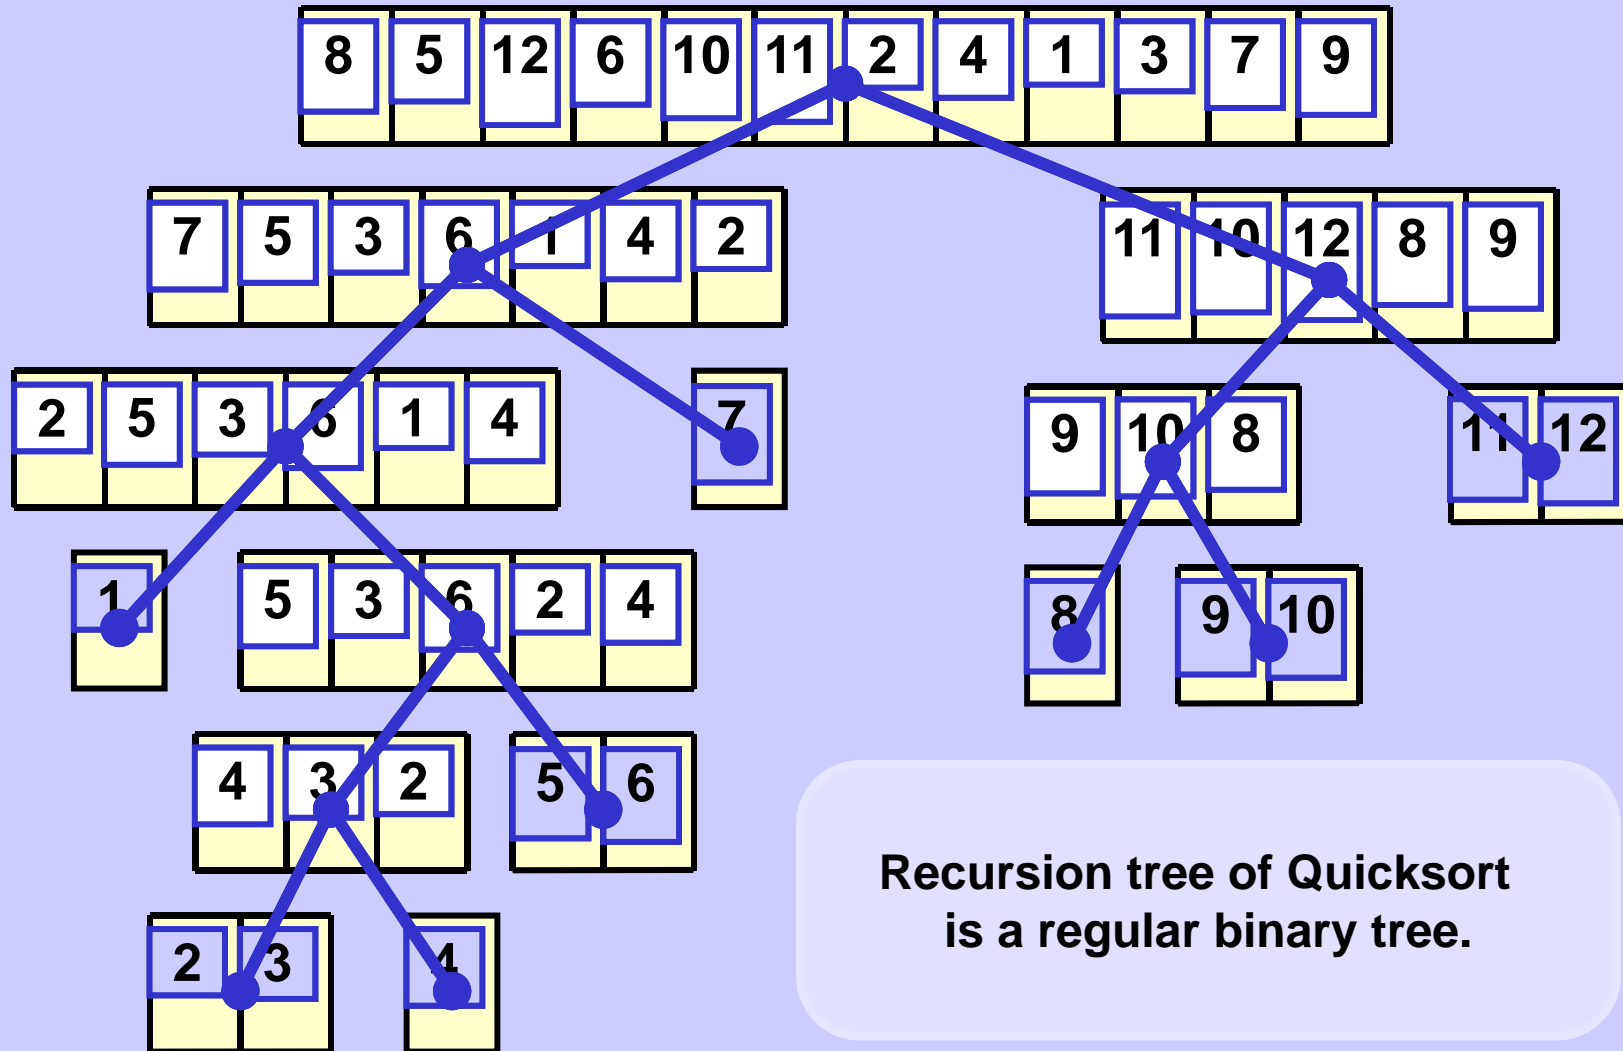 8 5 12 6 10 11 2 4 1 3 7 9
7 5 3 6 1 4 2
11 10 12 8 9
2 5 3 6 1 4
7
9 10 8
11 12
1
5 3 6 2 4
8
9 10
4 3 2
5 6
Recursion tree of Quicksort
is a regular binary tree.
2 3
4